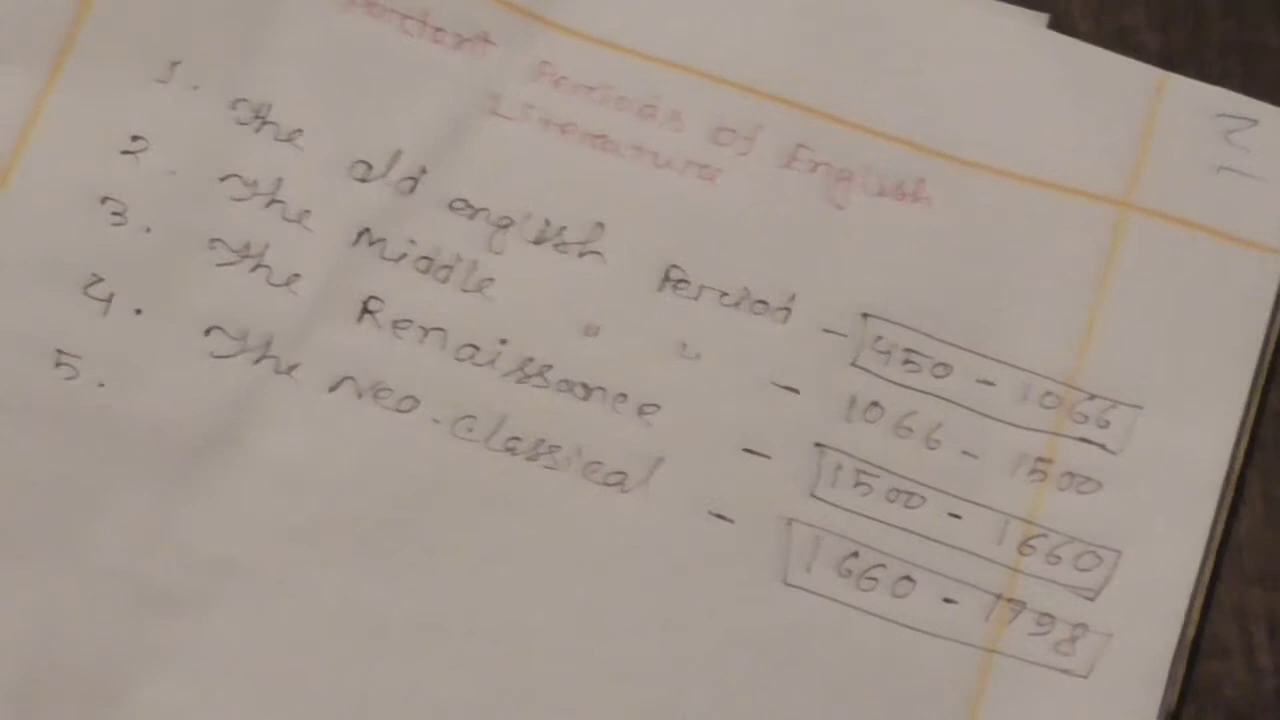 Periods of English
Literature
1. The old english Period - 450 - 1066
2. The Middle " " - 1066 - 1500
3. The Renaissance - 1500 - 1660
4. The Neo-classical - 1660 - 1798
5.